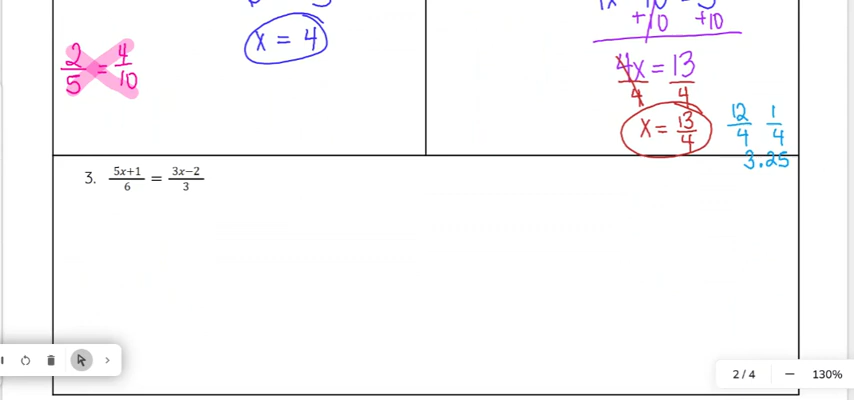 +10 +10
2/5 = 4/10
x = 4
4x = 13
4 4
x = 13/4
12/4 1/4
3.25
3. (5x+1)/6 = (3x−2)/3
2 / 4 − 130%